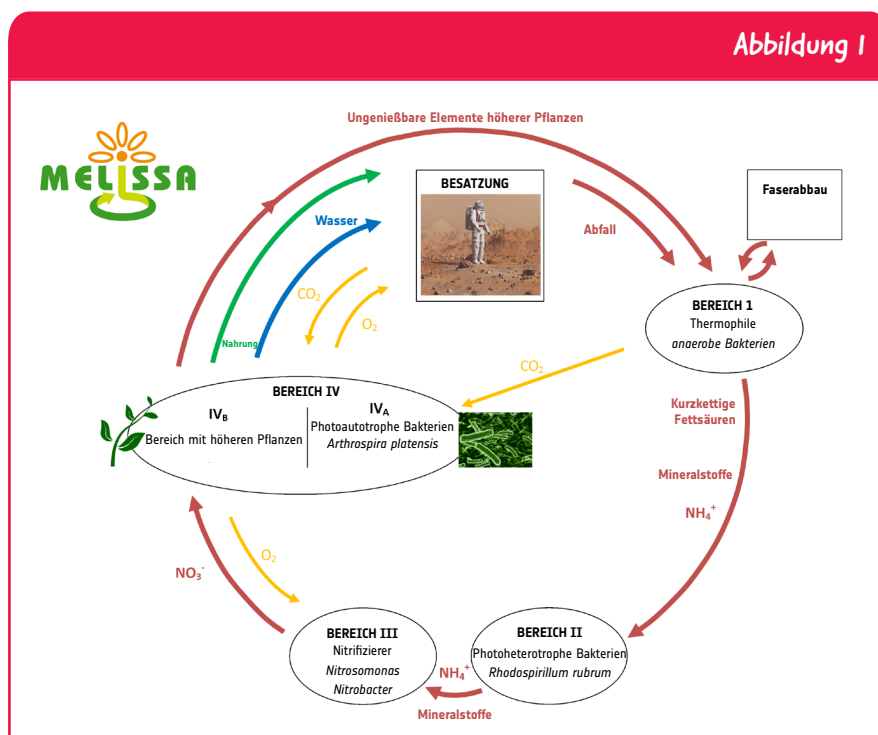 Abbildung 1
MELISSA
Ungenießbare Elemente höherer Pflanzen
BESATZUNG
Faserabbau
Wasser
Abfall
CO₂
O₂
Nahrung
BEREICH 1
Thermophile
anaerobe Bakterien
CO₂
BEREICH IV
IV_B
Bereich mit höheren Pflanzen
IV_A
Photoautotrophe Bakterien
Arthrospira platensis
Kurzkettige
Fettsäuren
Mineralstoffe
NH₄⁺
O₂
NO₃⁻
BEREICH III
Nitrifizierer
Nitrosomonas
Nitrobacter
NH₄⁺
Mineralstoffe
BEREICH II
Photoheterotrophe Bakterien
Rhodospirillum rubrum